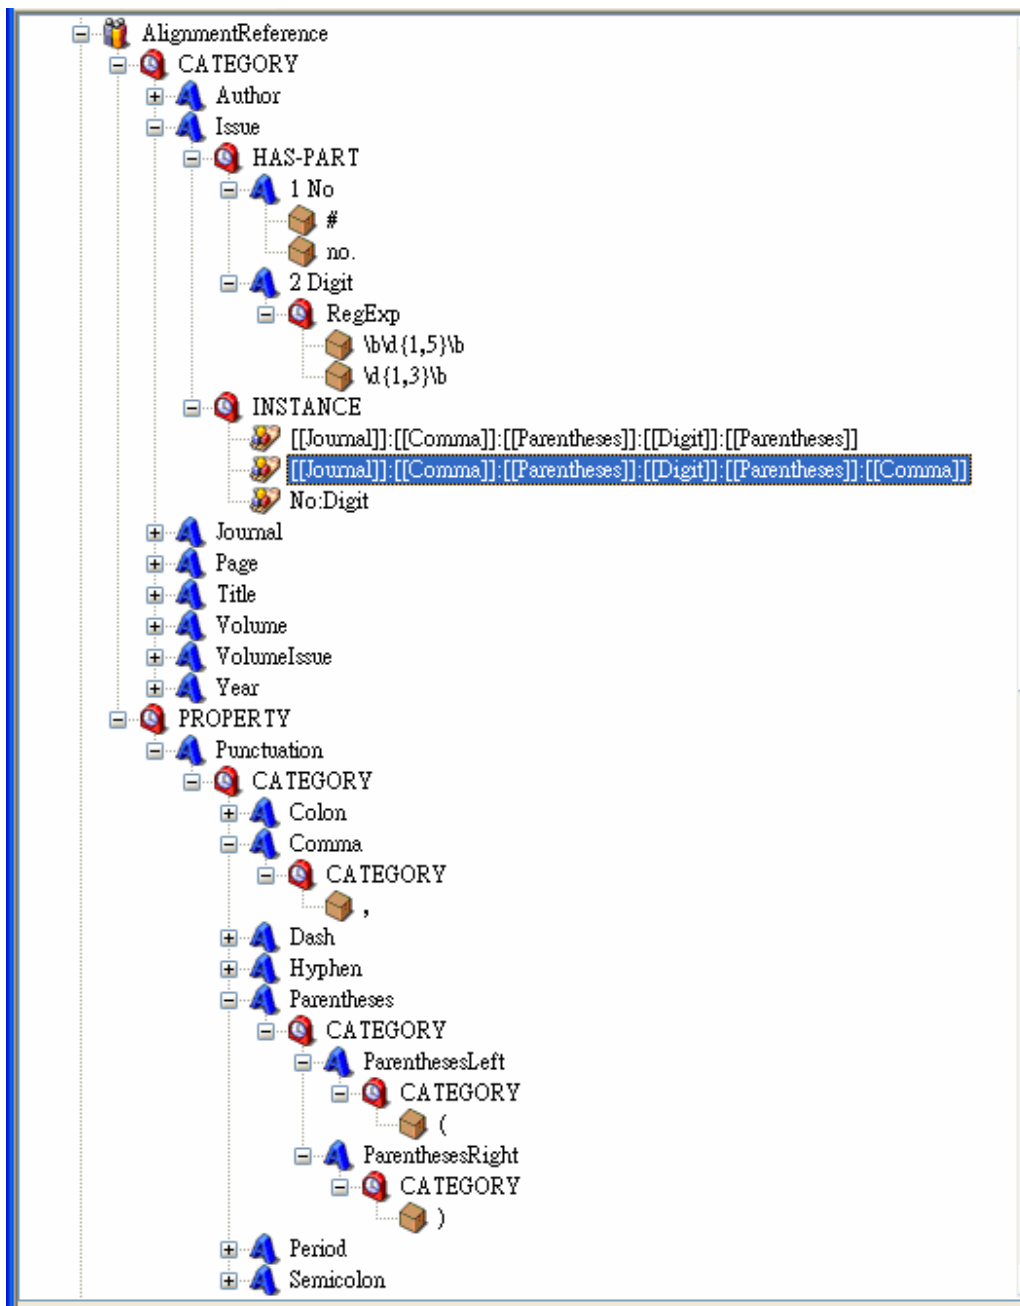 AlignmentReference
CATEGORY
Author
Issue
HAS-PART
1 No
#
no.
2 Digit
RegExp
\b\d{1,5}\b
\d{1,3}\b
INSTANCE
[[Journal]]:[[Comma]]:[[Parentheses]]:[[Digit]]:[[Parentheses]]
[[Journal]]:[[Comma]]:[[Parentheses]]:[[Digit]]:[[Parentheses]]:[[Comma]]
No:Digit
Journal
Page
Title
Volume
VolumeIssue
Year
PROPERTY
Punctuation
CATEGORY
Colon
Comma
CATEGORY
,
Dash
Hyphen
Parentheses
CATEGORY
ParenthesesLeft
CATEGORY
(
ParenthesesRight
CATEGORY
)
Period
Semicolon